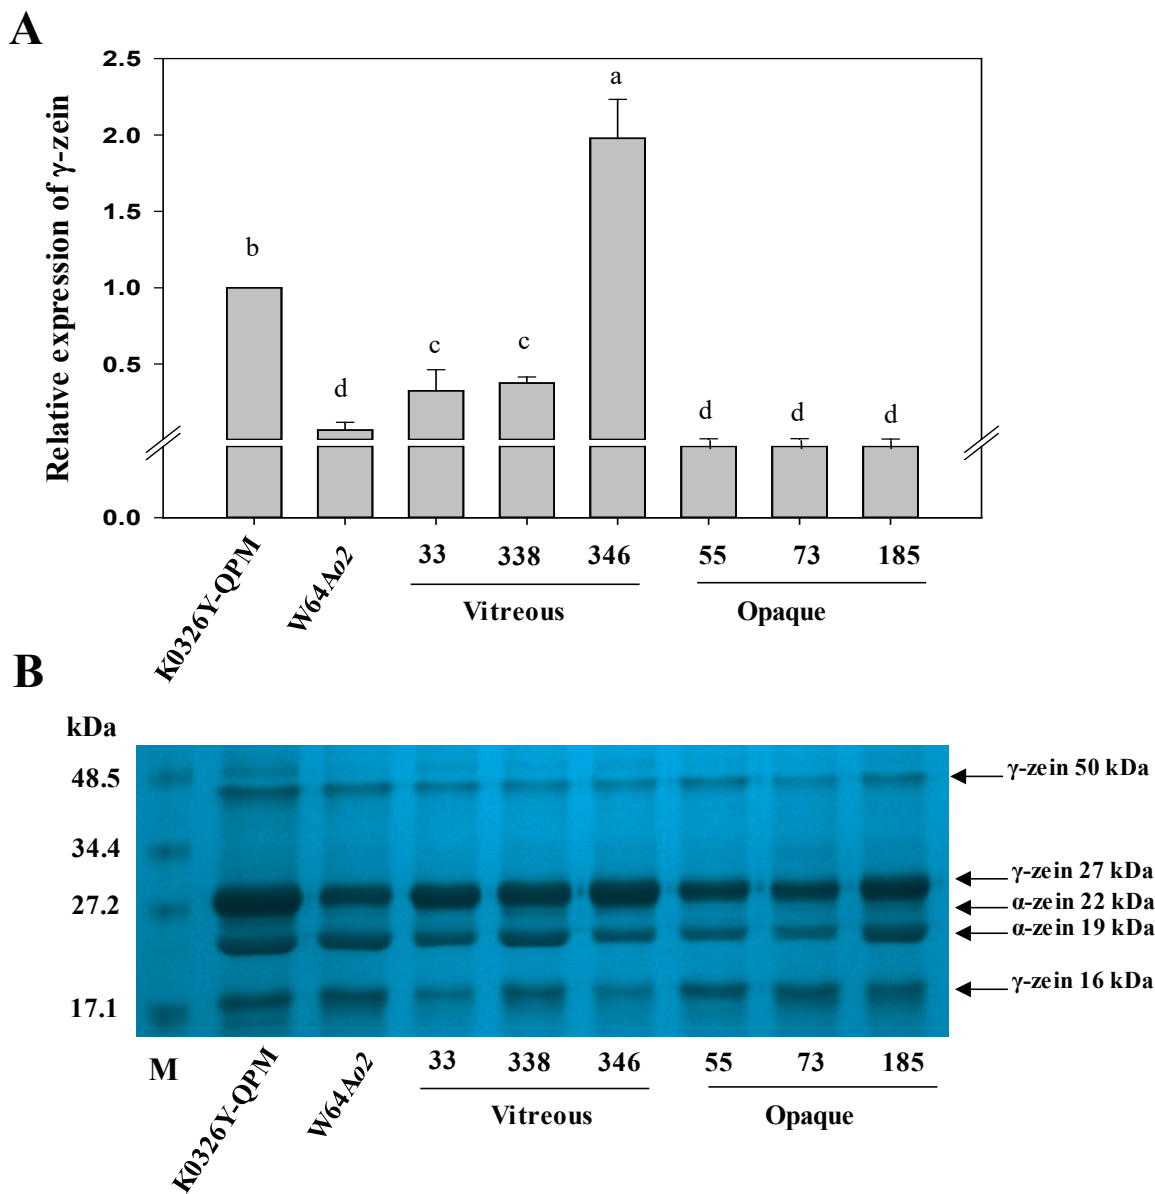 A
Relative expression of γ-zein
2.5
2.0
1.5
1.0
0.5
0.0
b
d
c
c
a
d
d
d
K0326Y-QPM
W64Ao2
33
338
346
55
73
185
Vitreous
Opaque
B
kDa
48.5
34.4
27.2
17.1
γ-zein 50 kDa
γ-zein 27 kDa
α-zein 22 kDa
α-zein 19 kDa
γ-zein 16 kDa
M
K0326Y-QPM
W64Ao2
33
338
346
55
73
185
Vitreous
Opaque